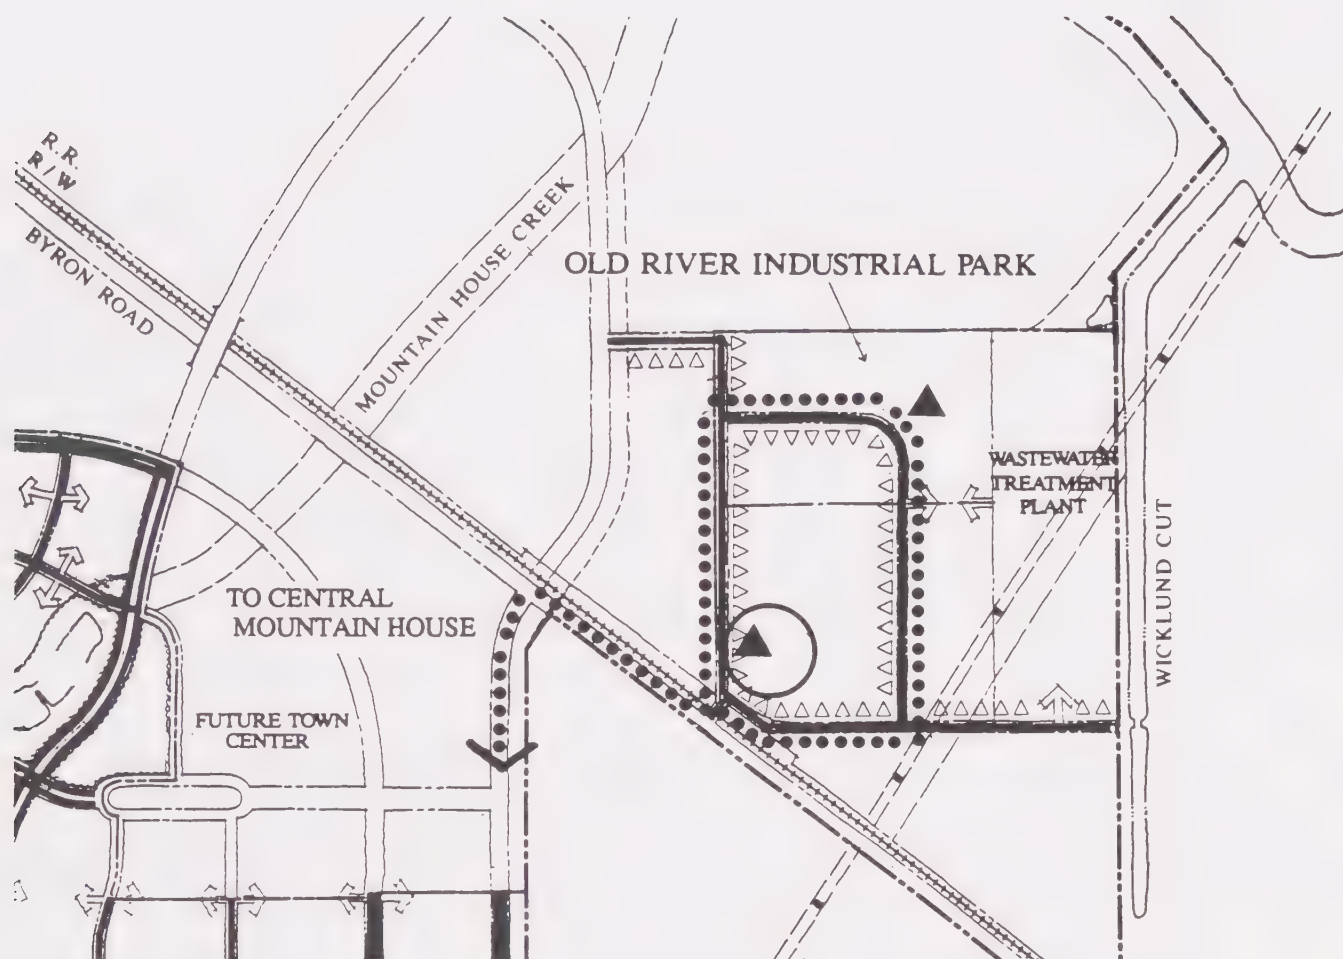 R.R.
R/W
BYRON ROAD
MOUNTAIN HOUSE CREEK
OLD RIVER INDUSTRIAL PARK
WASTEWATER
TREATMENT
PLANT
WICKLUND CUT
TO CENTRAL
MOUNTAIN HOUSE
FUTURE TOWN
CENTER